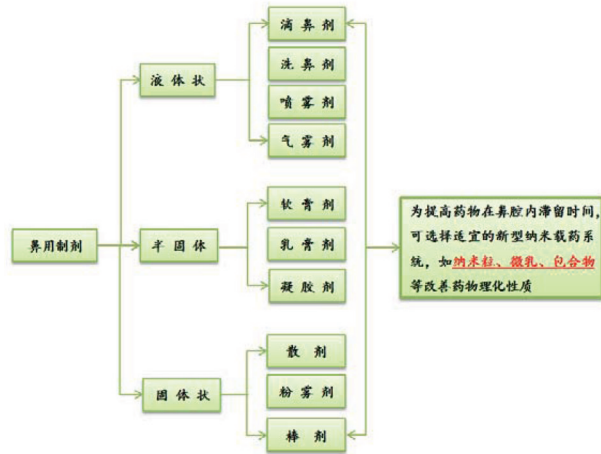 滴鼻剂
洗鼻剂
液体状
喷雾剂
气雾剂
软膏剂
为提高药物在鼻腔内滞留时间,
可选择适宜的新型纳米载药系
鼻用制剂
半固体
乳膏剂
统，如纳米粒、微乳、包合物
等改善药物理化性质
凝胶剂
散剂
固体状
粉雾剂
棒剂